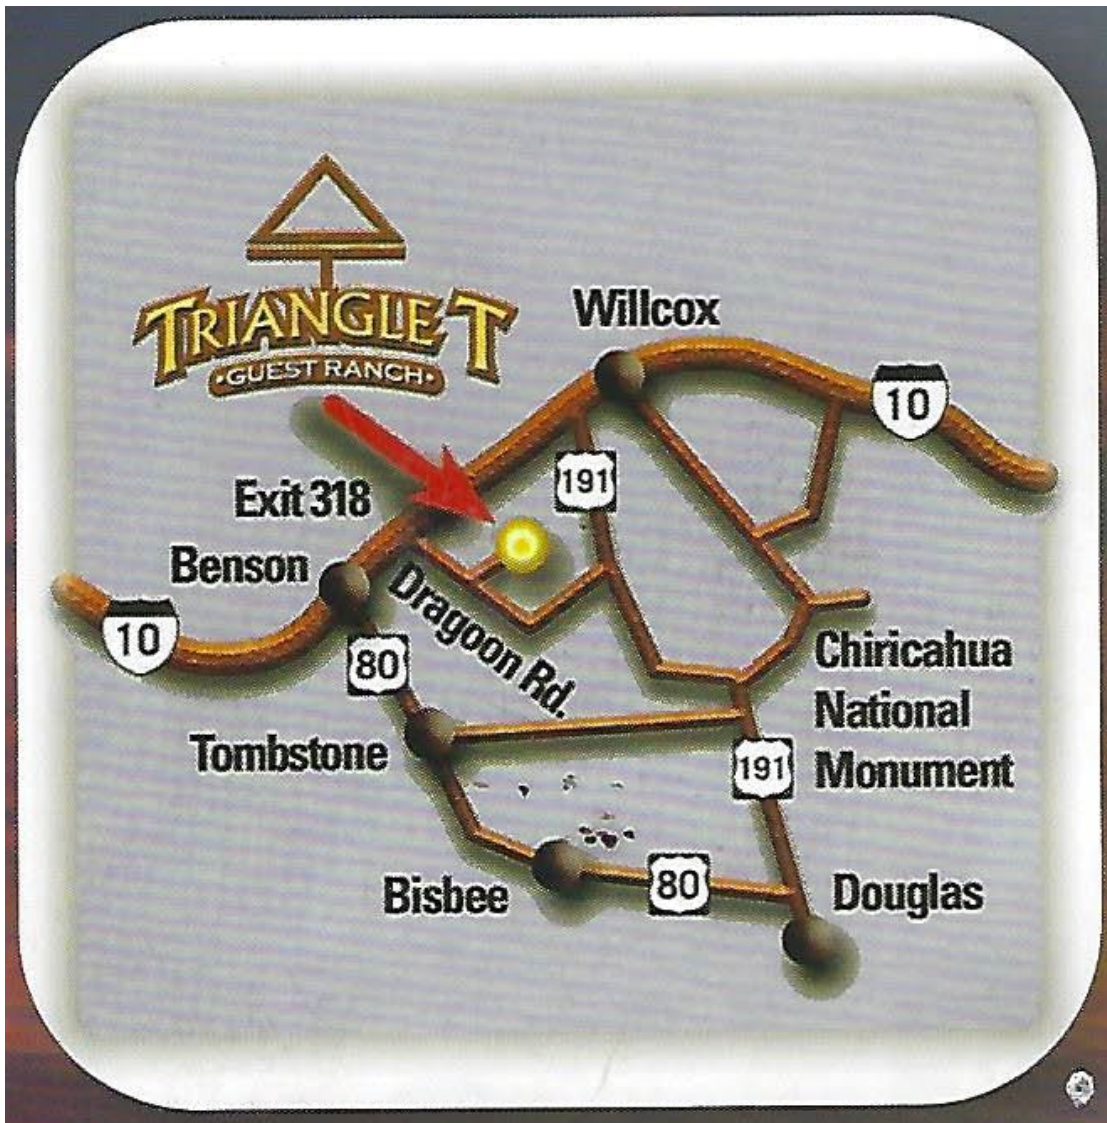 TRIANGLE T
•GUEST RANCH•
Willcox
10
191
Exit 318
Benson
10
Dragoon Rd.
80
Chiricahua
National
Monument
Tombstone
191
Bisbee
80
Douglas